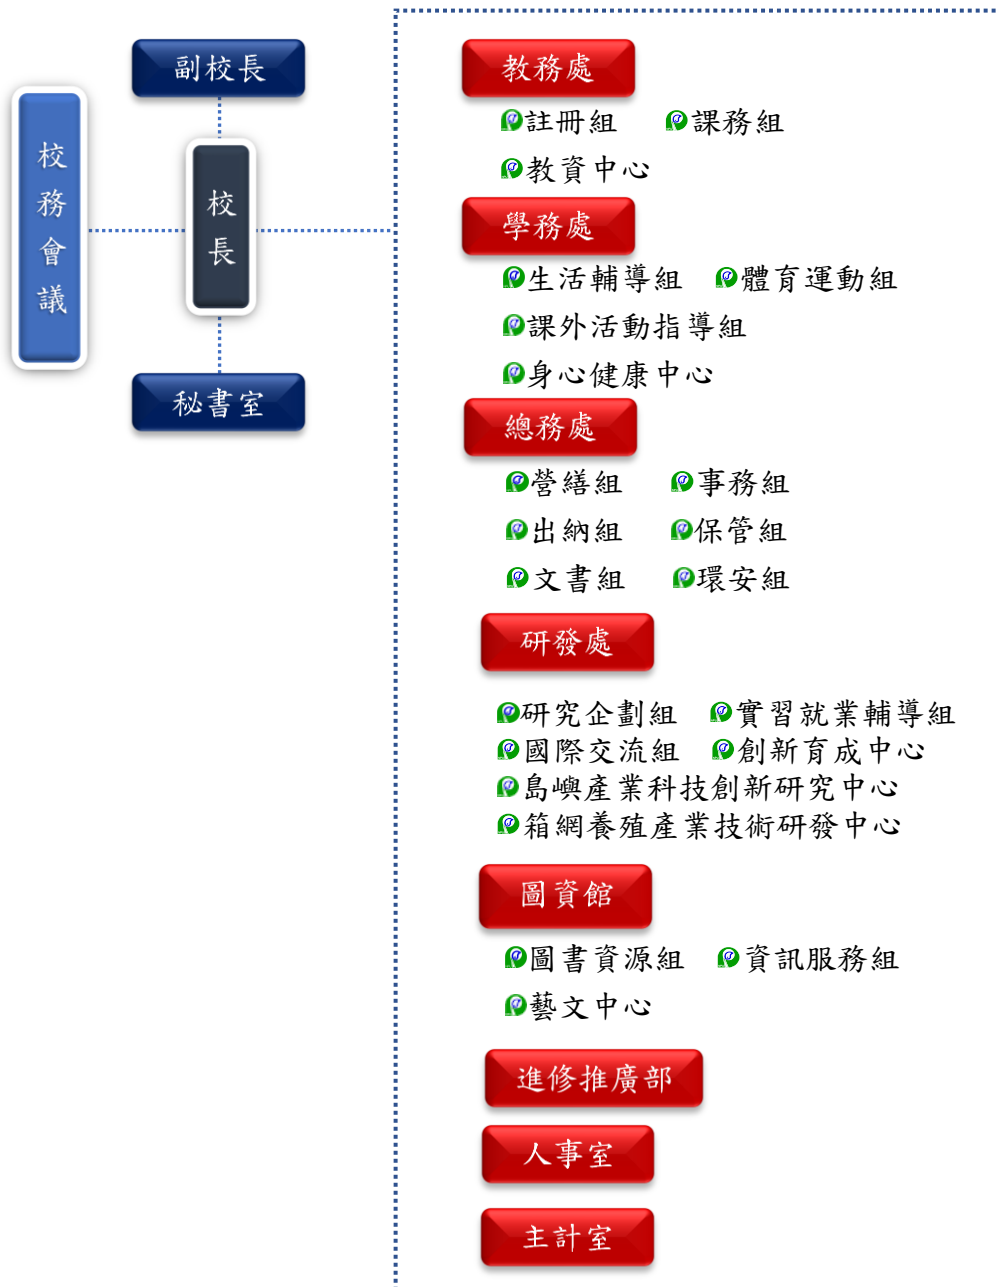 副校長
校務會議
校長
秘書室
教務處
註冊組 課務組
教資中心
學務處
生活輔導組 體育運動組
課外活動指導組
身心健康中心
總務處
營繕組 事務組
出納組 保管組
文書組 環安組
研發處
研究企劃組 實習就業輔導組
國際交流組 創新育成中心
島嶼產業科技創新研究中心
箱網養殖產業技術研發中心
圖資館
圖書資源組 資訊服務組
藝文中心
進修推廣部
人事室
主計室